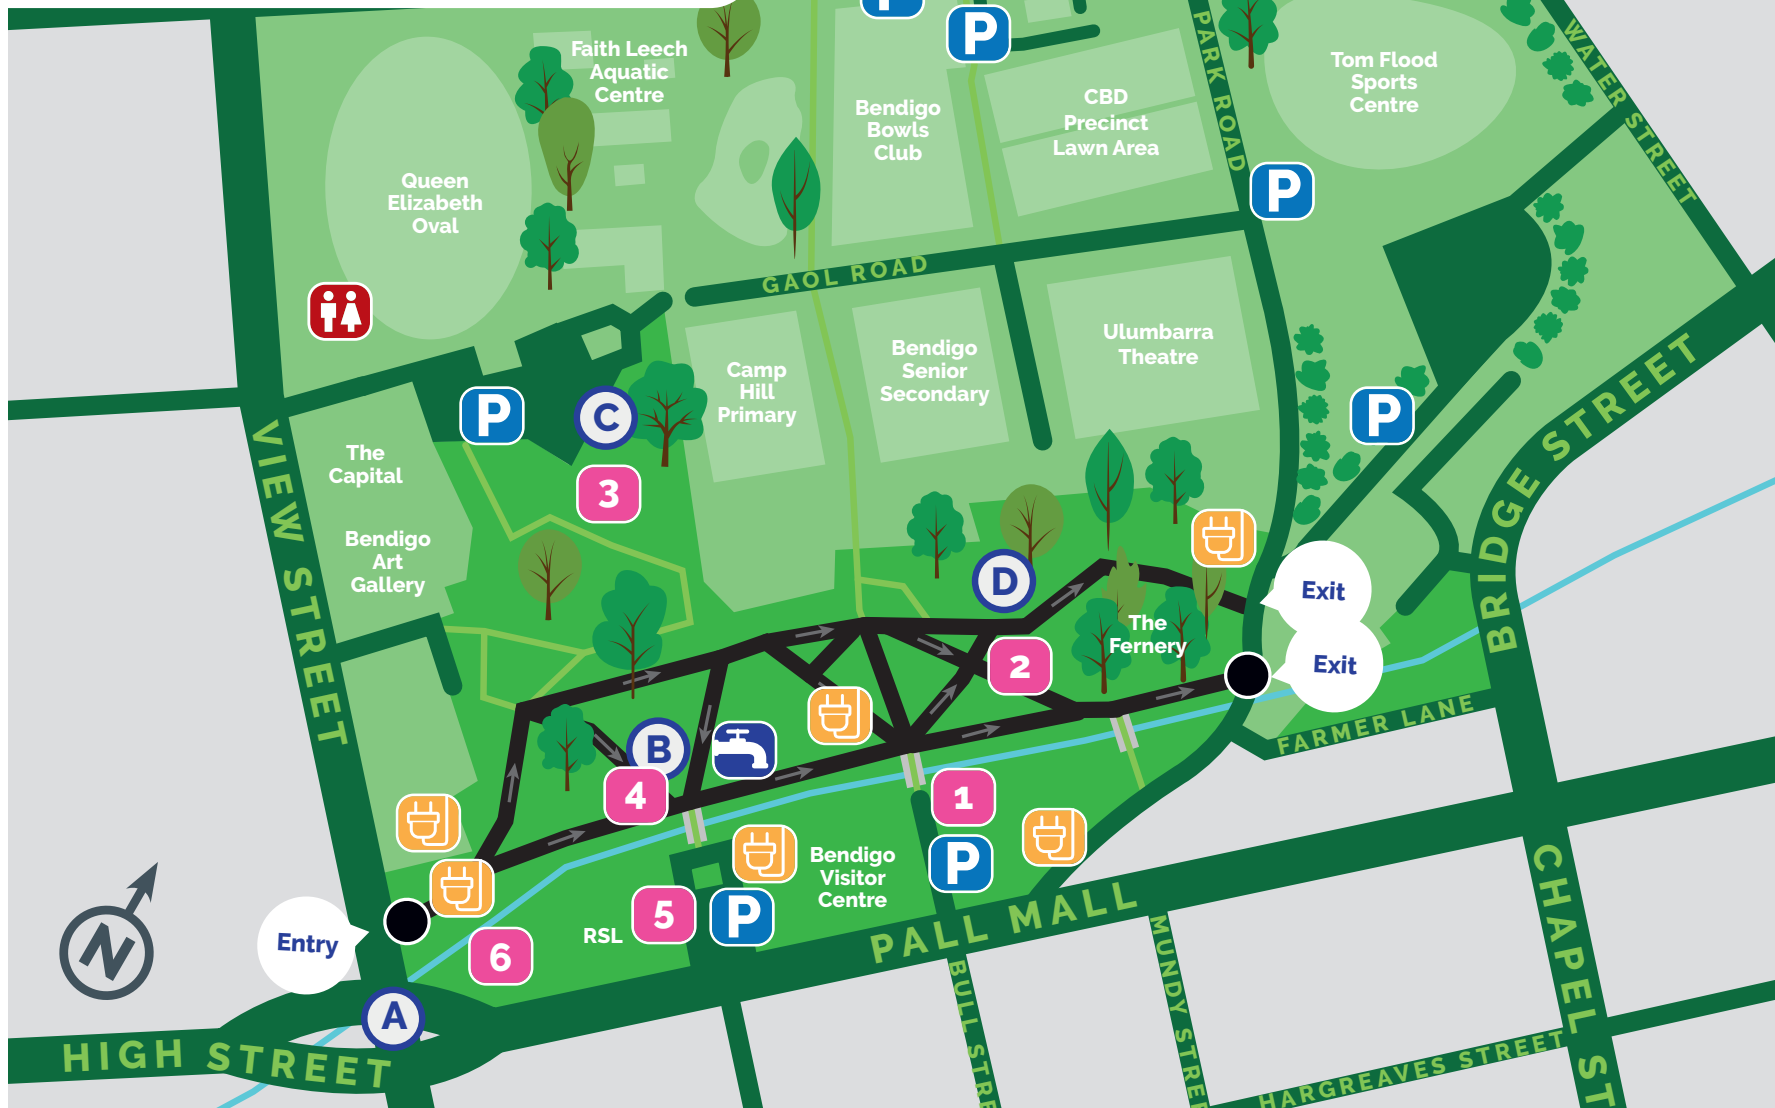 P
P
PARK ROAD
WATER STREET
Faith Leech
Aquatic
Centre
Tom Flood
Sports
Centre
Bendigo
Bowls
Club
CBD
Precinct
Lawn Area
Queen
Elizabeth
Oval
P
GAOL ROAD
Ulumbarra
Theatre
Camp
Hill
Primary
Bendigo
Senior
Secondary
P
C
P
BRIDGE STREET
VIEW STREET
The
Capital
3
Bendigo
Art
Gallery
D
Exit
The
Fernery
2
Exit
B
FARMER LANE
4
1
Bendigo
Visitor
Centre
P
CHAPEL ST
5
P
RSL
PALL MALL
Entry
6
N
A
BULL STRE
MUNDY STREE
HIGH STREET
HARGREAVES STREET